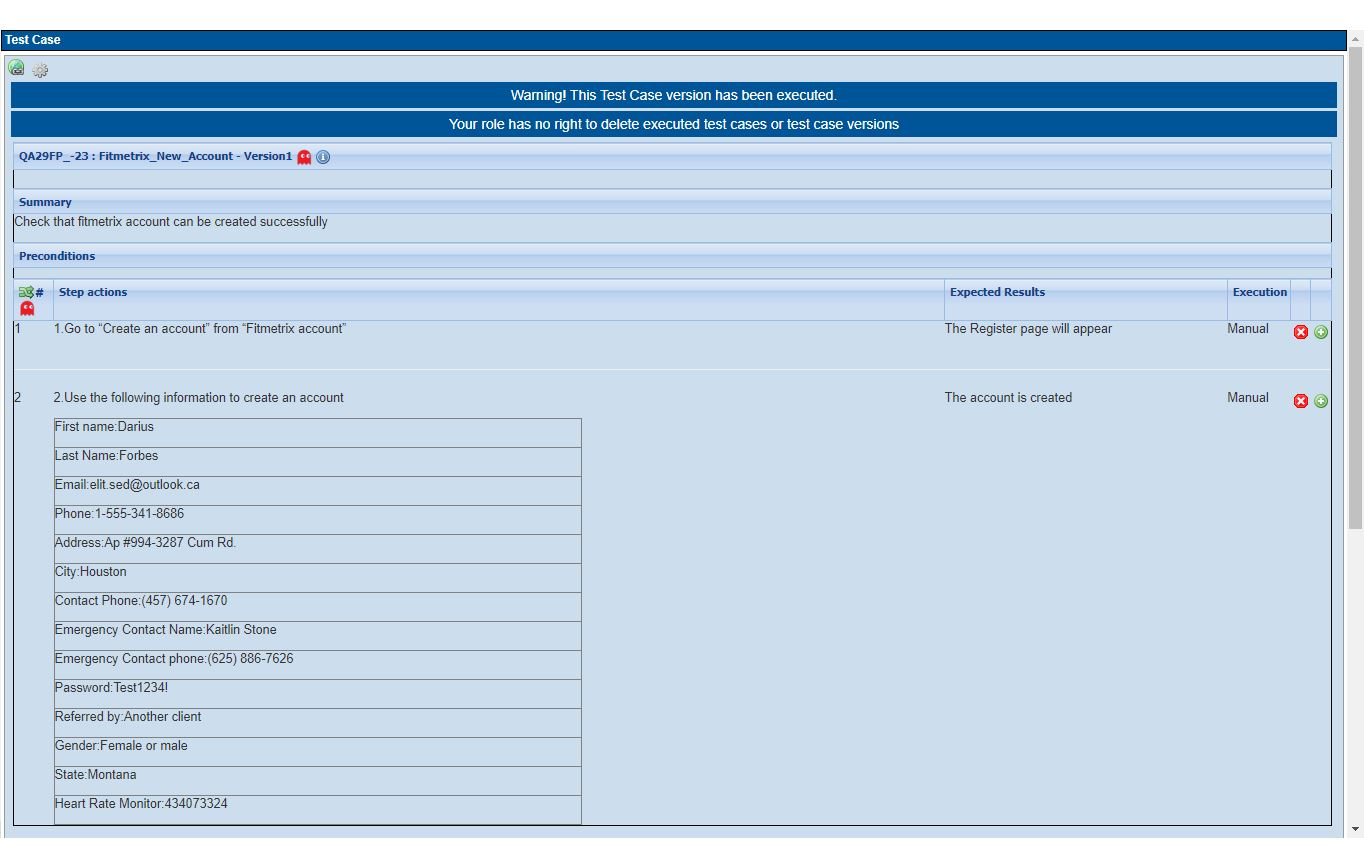 Test Case
Warning! This Test Case version has been executed.
Your role has no right to delete executed test cases or test case versions
QA29FP_-23 : Fitmetrix_New_Account - Version1
Summary
Check that fitmetrix account can be created successfully
Preconditions
# Step actions Expected Results Execution
1 1.Go to “Create an account” from “Fitmetrix account” The Register page will appear Manual
2 2.Use the following information to create an account The account is created Manual
First name:Darius
Last Name:Forbes
Email:elit.sed@outlook.ca
Phone:1-555-341-8686
Address:Ap #994-3287 Cum Rd.
City:Houston
Contact Phone:(457) 674-1670
Emergency Contact Name:Kaitlin Stone
Emergency Contact phone:(625) 886-7626
Password:Test1234!
Referred by:Another client
Gender:Female or male
State:Montana
Heart Rate Monitor:434073324